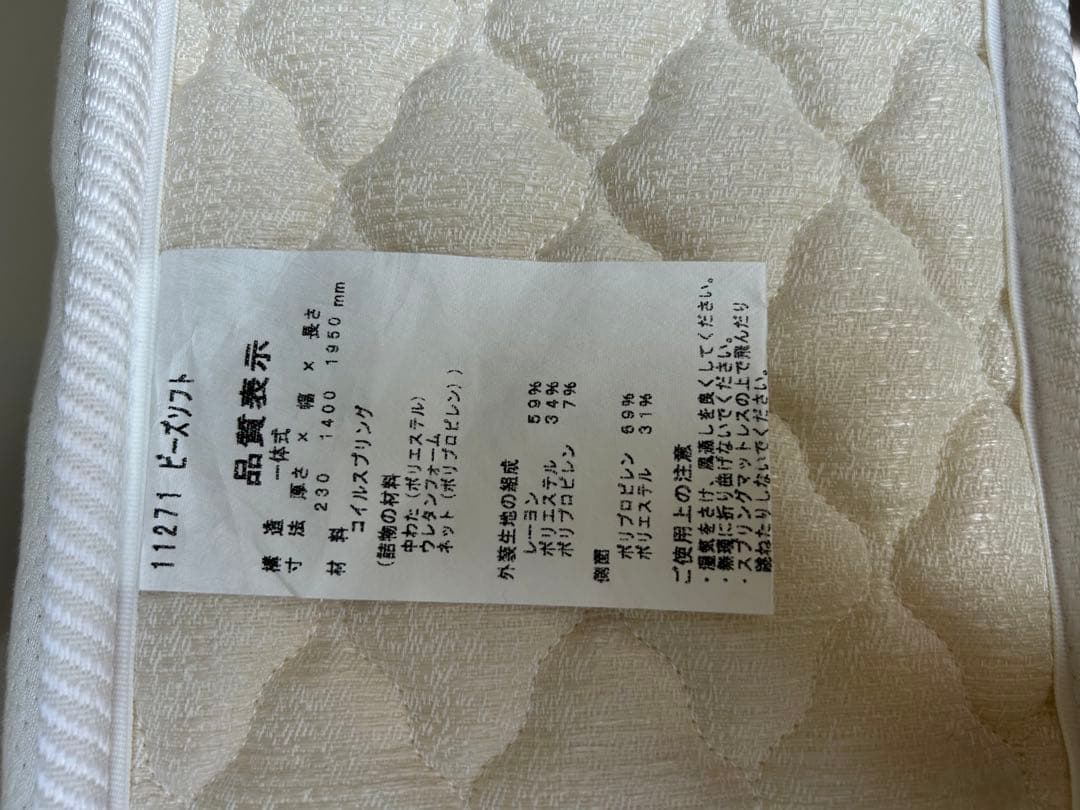 11271 ビーズソフト
品質表示
構造 一体式
寸法 厚さ × 幅 × 長さ
230 1400 1950 mm
材料
コイルスプリング
(詰物の材料
中わた(ポリエステル)
ウレタンフォーム
ネット(ポリプロピレン))
外装生地の組成
レーヨン 59%
ポリエステル 34%
ポリプロピレン 7%
側面
ポリプロピレン 69%
ポリエステル 31%
ご使用上の注意
・湿気をさけ、風通しを良くしてください。
・無理に折り曲げないでください。
・スプリングマットレスの上で飛んだり
跳ねたりしないでください。